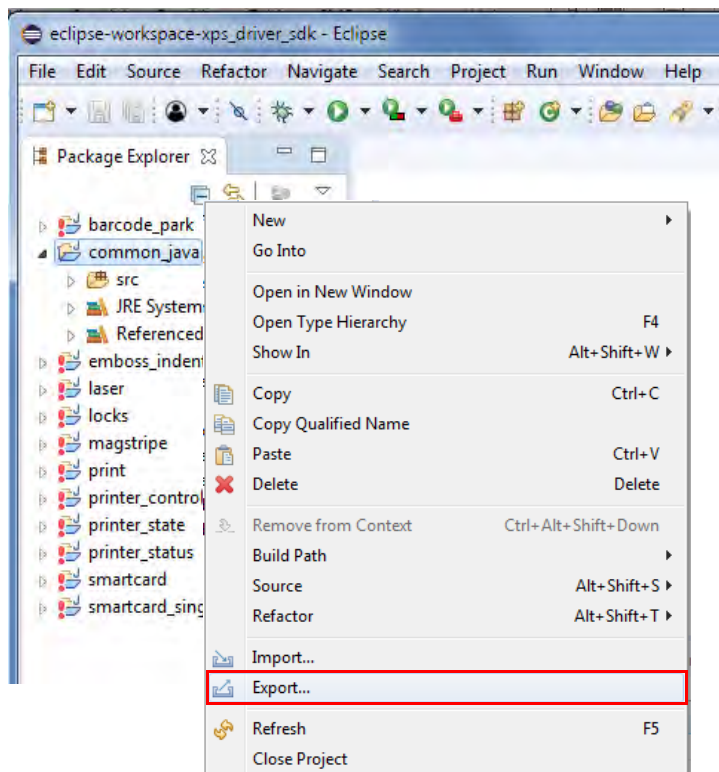 eclipse-workspace-xps_driver_sdk - Eclipse
File Edit Source Refactor Navigate Search Project Run Window Help
Package Explorer
barcode_park
common_java
src
JRE System
Referenced
emboss_indent
laser
locks
magstripe
print
printer_control
printer_state
printer_status
smartcard
smartcard_sing
New
Go Into
Open in New Window
Open Type Hierarchy F4
Show In Alt+Shift+W
Copy Ctrl+C
Copy Qualified Name
Paste Ctrl+V
Delete Delete
Remove from Context Ctrl+Alt+Shift+Down
Build Path
Source Alt+Shift+S
Refactor Alt+Shift+T
Import...
Export...
Refresh F5
Close Project